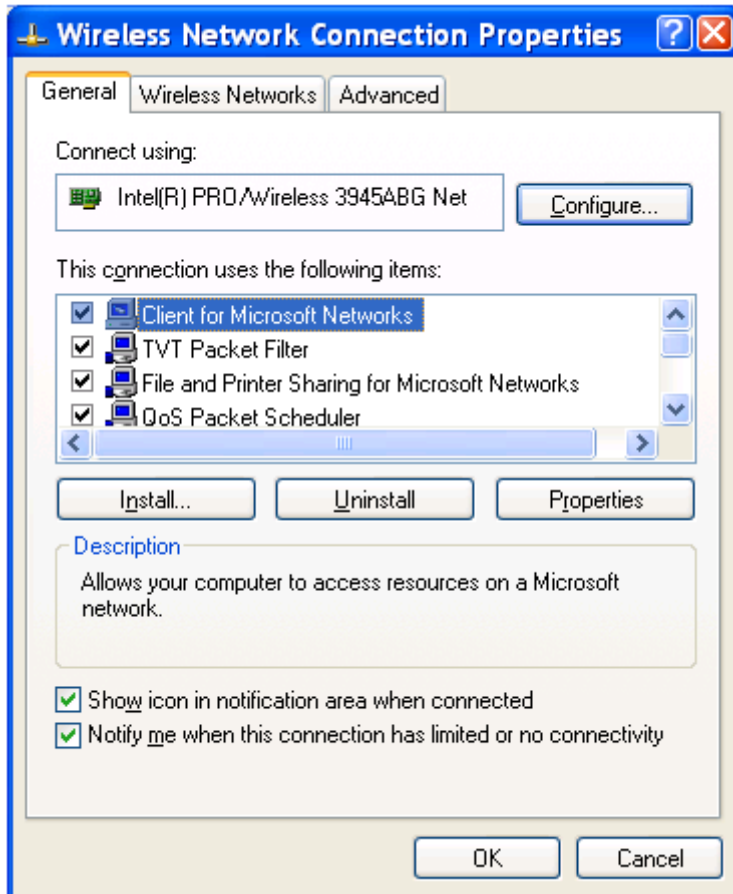 Wireless Network Connection Properties
General Wireless Networks Advanced
Connect using:
Intel(R) PRO/Wireless 3945ABG Net
Configure...
This connection uses the following items:
Client for Microsoft Networks
TVT Packet Filter
File and Printer Sharing for Microsoft Networks
QoS Packet Scheduler
Install... Uninstall Properties
Description
Allows your computer to access resources on a Microsoft
network.
Show icon in notification area when connected
Notify me when this connection has limited or no connectivity
OK Cancel